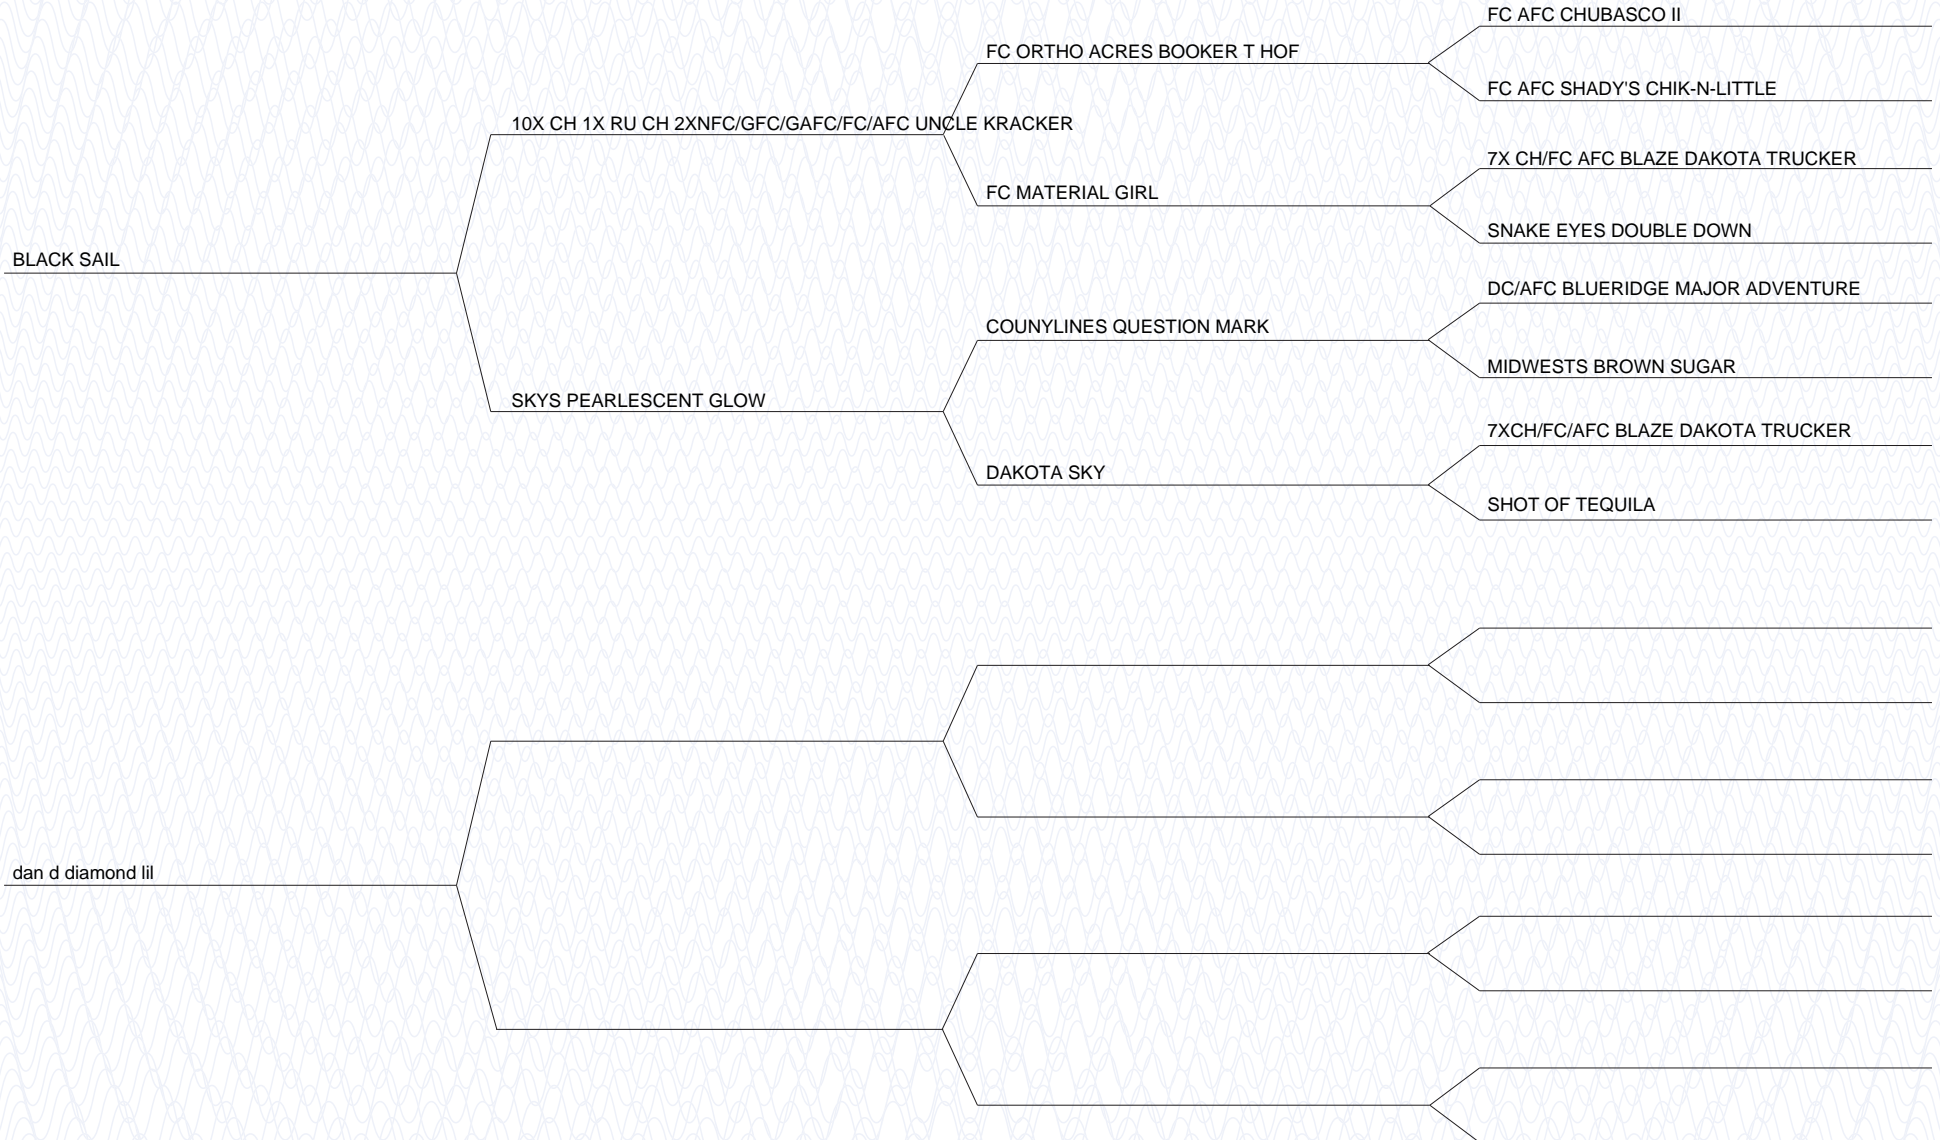 FC AFC CHUBASCO II
FC ORTHO ACRES BOOKER T HOF
FC AFC SHADY'S CHIK-N-LITTLE
10X CH 1X RU CH 2XNFC/GFC/GAFC/FC/AFC UNCLE KRACKER
7X CH/FC AFC BLAZE DAKOTA TRUCKER
FC MATERIAL GIRL
SNAKE EYES DOUBLE DOWN
BLACK SAIL
DC/AFC BLUERIDGE MAJOR ADVENTURE
COUNYLINES QUESTION MARK
MIDWESTS BROWN SUGAR
SKYS PEARLESCENT GLOW
7XCH/FC/AFC BLAZE DAKOTA TRUCKER
DAKOTA SKY
SHOT OF TEQUILA
dan d diamond lil